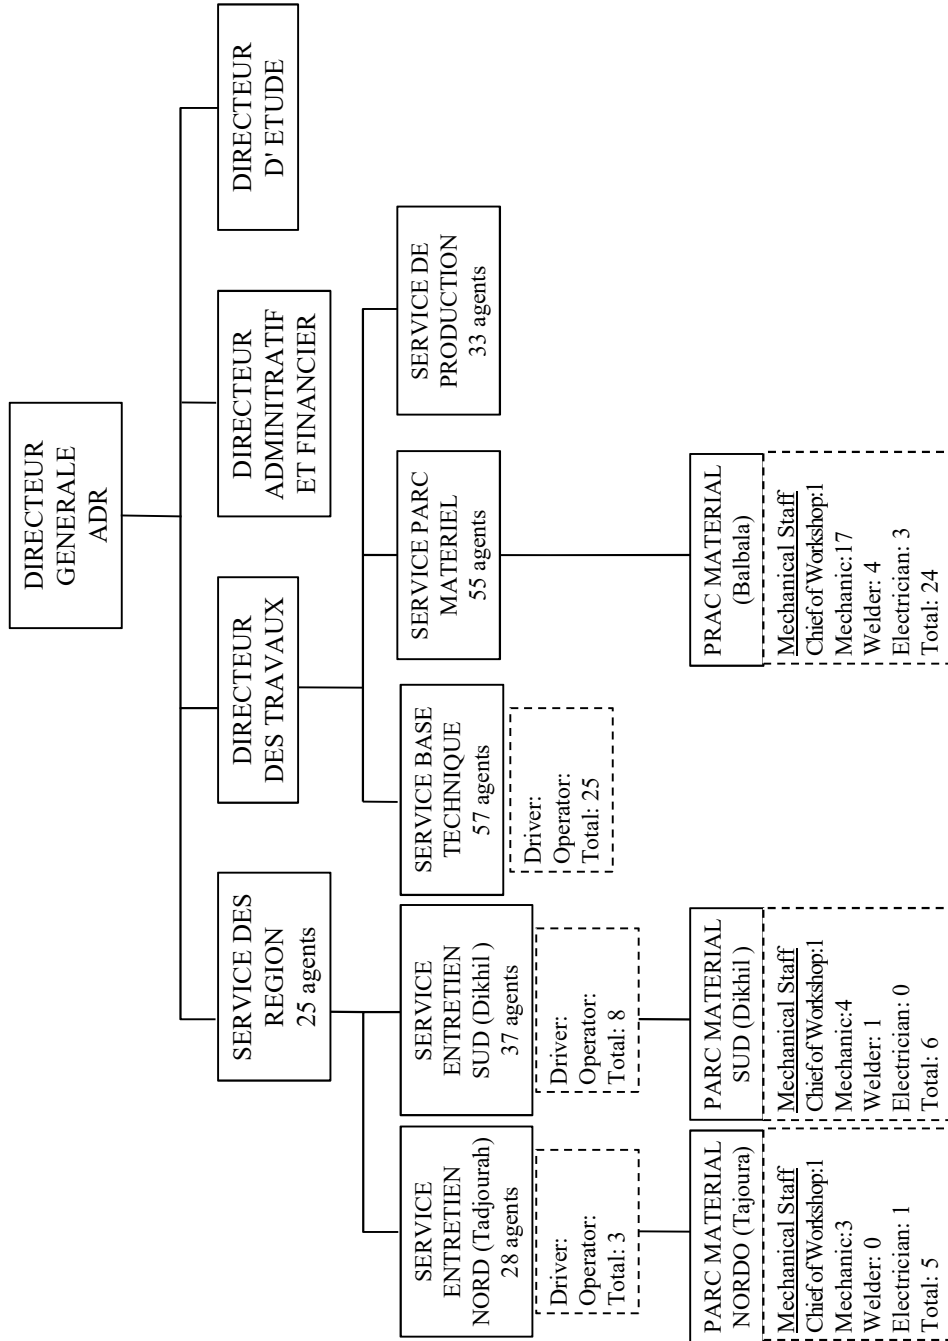 DIRECTEUR
GENERALE
ADR
SERVICE DES
REGION
25 agents
DIRECTEUR
DES TRAVAUX
DIRECTEUR
ADMINITRATIF
ET FINANCIER
DIRECTEUR
D' ETUDE
SERVICE
ENTRETIEN
NORD (Tadjourah)
28 agents
Driver:
Operator:
Total: 3
SERVICE
ENTRETIEN
SUD (Dikhil )
37 agents
Driver:
Operator:
Total: 8
SERVICE BASE
TECHNIQUE
57 agents
Driver:
Operator:
Total: 25
SERVICE PARC
MATERIEL
55 agents
SERVICE DE
PRODUCTION
33 agents
PARC MATERIAL
NORDO (Tajoura)
Mechanical Staff
Chief of Workshop:1
Mechanic:3
Welder: 0
Electrician: 1
Total: 5
PARC MATERIAL
SUD (Dikhil )
Mechanical Staff
Chief of Workshop:1
Mechanic:4
Welder: 1
Electrician: 0
Total: 6
PRAC MATERIAL
(Balbala)
Mechanical Staff
Chief of Workshop:1
Mechanic:17
Welder: 4
Electrician: 3
Total: 24